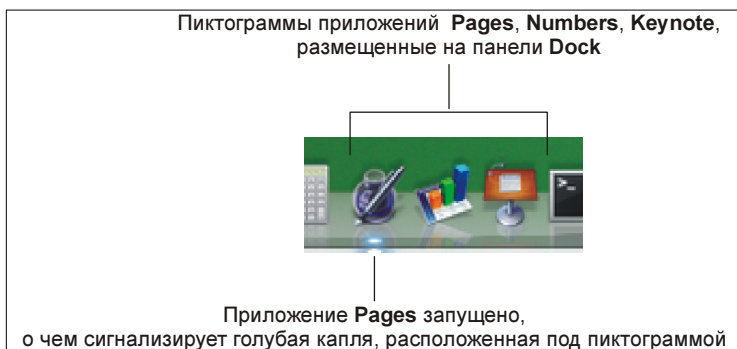 Пиктограммы приложений Pages, Numbers, Keynote,
размещенные на панели Dock
>_
Приложение Pages запущено,
о чем сигнализирует голубая капля, расположенная под пиктограммой